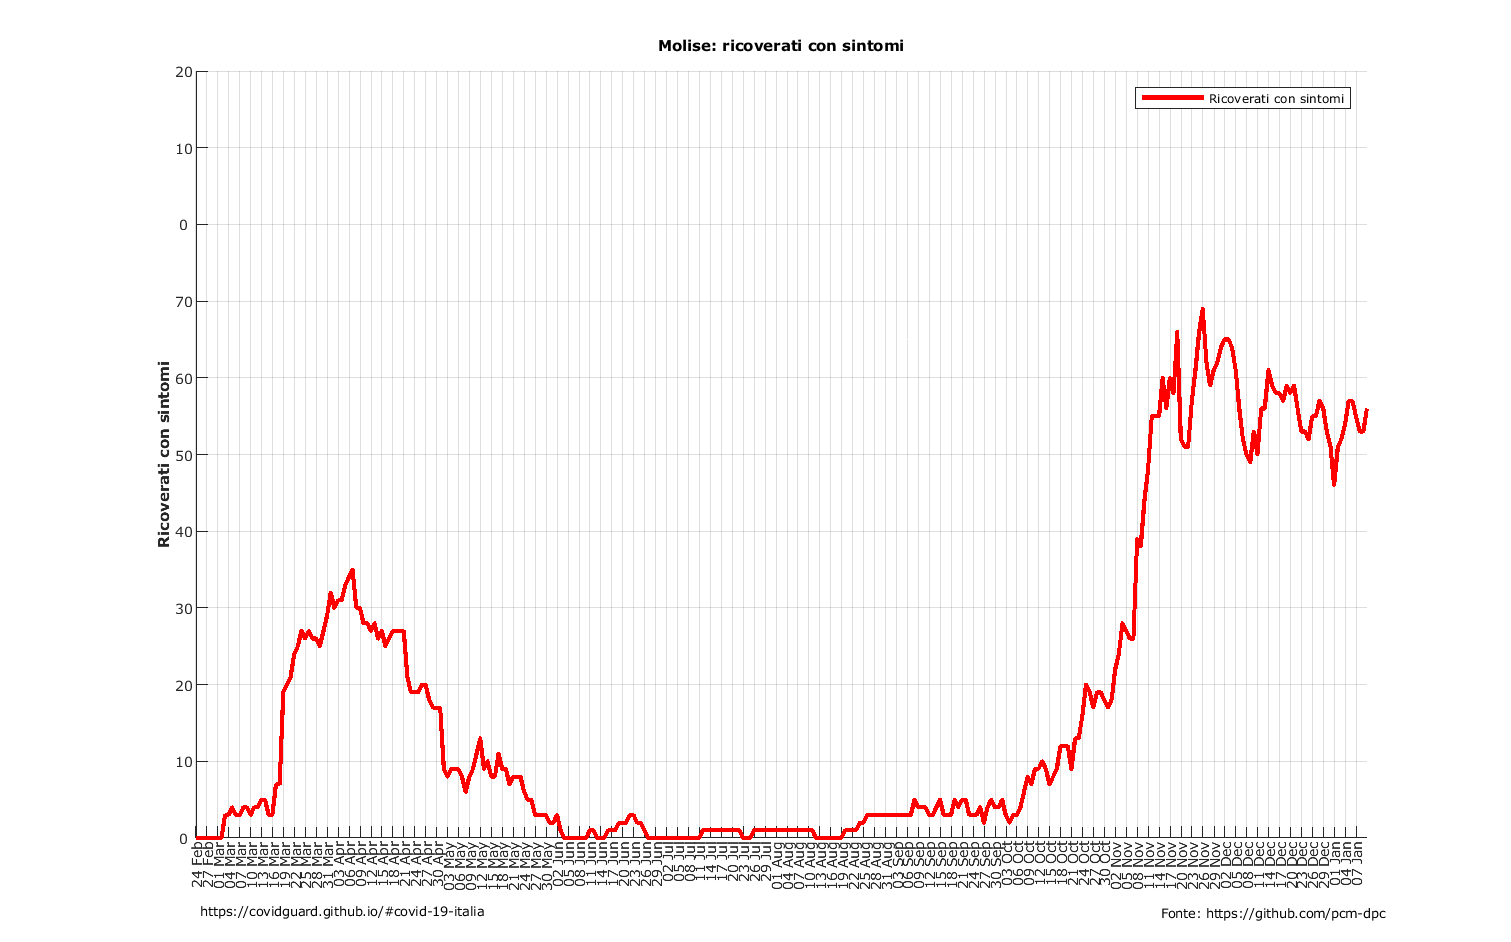 Molise: ricoverati con sintomi
Ricoverati con sintomi
20
10
0
70
60
50
40
30
20
10
0
Ricoverati con sintomi
24 Feb
27 Feb
01 Mar
04 Mar
07 Mar
10 Mar
13 Mar
16 Mar
19 Mar
22 Mar
25 Mar
28 Mar
31 Mar
03 Apr
06 Apr
09 Apr
12 Apr
15 Apr
18 Apr
21 Apr
24 Apr
27 Apr
30 Apr
03 May
06 May
09 May
12 May
15 May
18 May
21 May
24 May
27 May
30 May
02 Jun
05 Jun
08 Jun
11 Jun
14 Jun
17 Jun
20 Jun
23 Jun
26 Jun
29 Jun
02 Jul
05 Jul
08 Jul
11 Jul
14 Jul
17 Jul
20 Jul
23 Jul
26 Jul
29 Jul
01 Aug
04 Aug
07 Aug
10 Aug
13 Aug
16 Aug
19 Aug
22 Aug
25 Aug
28 Aug
31 Aug
03 Sep
06 Sep
09 Sep
12 Sep
15 Sep
18 Sep
21 Sep
24 Sep
27 Sep
30 Sep
03 Oct
06 Oct
09 Oct
12 Oct
15 Oct
18 Oct
21 Oct
24 Oct
27 Oct
30 Oct
02 Nov
05 Nov
08 Nov
11 Nov
14 Nov
17 Nov
20 Nov
23 Nov
26 Nov
29 Nov
02 Dec
05 Dec
08 Dec
11 Dec
14 Dec
17 Dec
20 Dec
23 Dec
26 Dec
29 Dec
01 Jan
04 Jan
07 Jan
https://covidguard.github.io/#covid-19-italia
Fonte: https://github.com/pcm-dpc